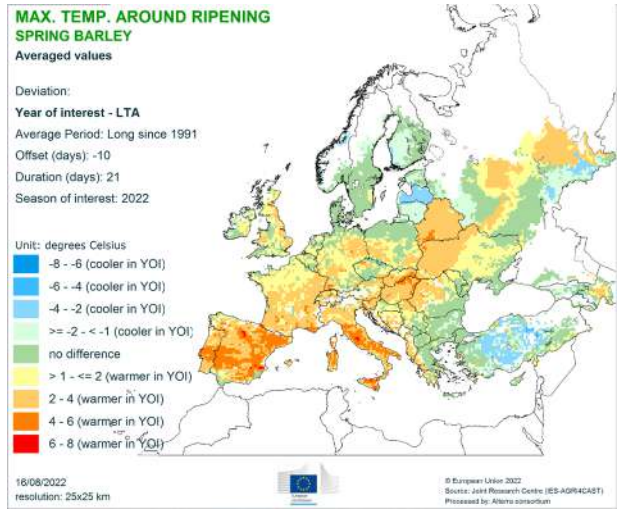 MAX. TEMP. AROUND RIPENING
SPRING BARLEY
Averaged values
Deviation:
Year of interest - LTA
Average Period: Long since 1991
Offset (days): -10
Duration (days): 21
Season of interest: 2022
Unit: degrees Celsius
-8 - -6 (cooler in YOI)
-6 - -4 (cooler in YOI)
-4 - -2 (cooler in YOI)
>= -2 - < -1 (cooler in YOI)
no difference
> 1 - <= 2 (warmer in YOI)
2 - 4 (warmer in YOI)
4 - 6 (warmer in YOI)
6 - 8 (warmer in YOI)
16/08/2022
resolution: 25x25 km
© European Union 2022
Source: Joint Research Centre (IES-AGRI4CAST)
Processed by: Alterra consortium